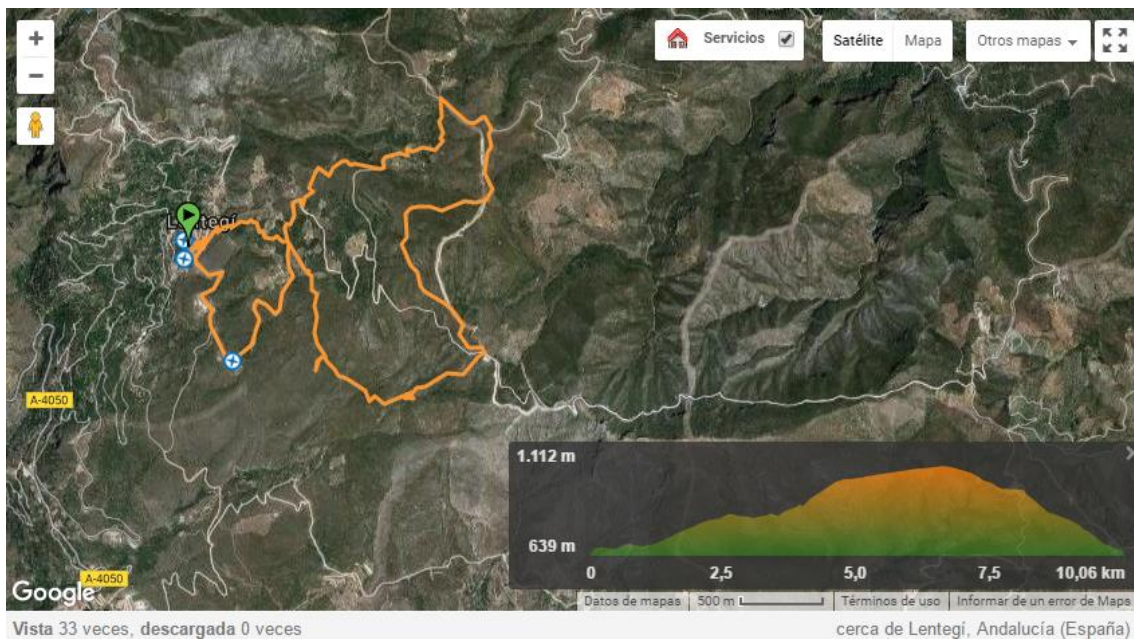 +
−
Servicios
Satélite
Mapa
Otros mapas
Lentegí
A-4050
A-4050
1.112 m
639 m
0
2,5
5,0
7,5
10,06 km
Google
Datos de mapas
500 m
Términos de uso
Informar de un error de Maps
Vista 33 veces, descargada 0 veces
cerca de Lentegí, Andalucía (España)